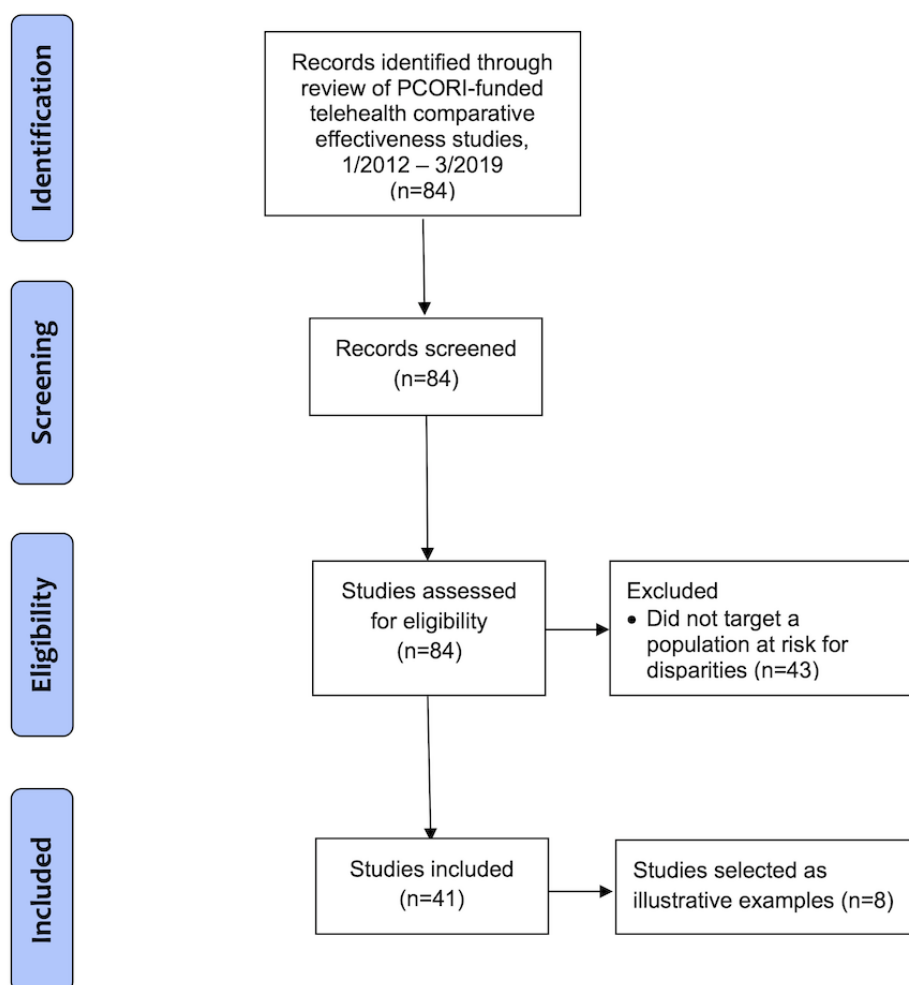 Identification
Records identified through
review of PCORI-funded
telehealth comparative
effectiveness studies,
1/2012 – 3/2019
(n=84)
Screening
Records screened
(n=84)
Eligibility
Studies assessed
for eligibility
(n=84)
Excluded
• Did not target a
population at risk for
disparities (n=43)
Included
Studies included
(n=41)
Studies selected as
illustrative examples (n=8)